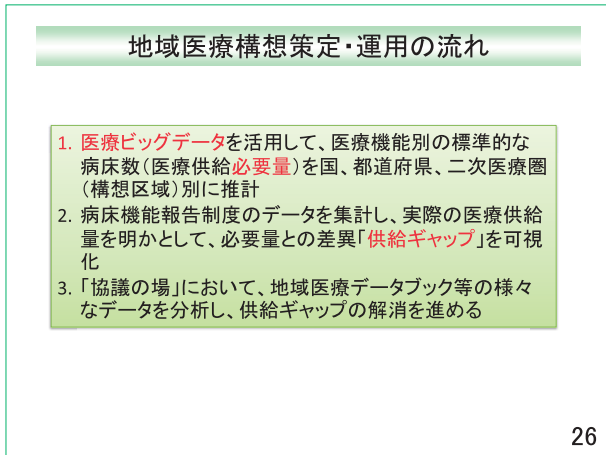 地域医療構想策定・運用の流れ
1. 医療ビッグデータを活用して、医療機能別の標準的な
病床数（医療供給必要量）を国、都道府県、二次医療圏
（構想区域）別に推計
2. 病床機能報告制度のデータを集計し、実際の医療供給
量を明かとして、必要量との差異「供給ギャップ」を可視
化
3. 「協議の場」において、地域医療データブック等の様々
なデータを分析し、供給ギャップの解消を進める
26